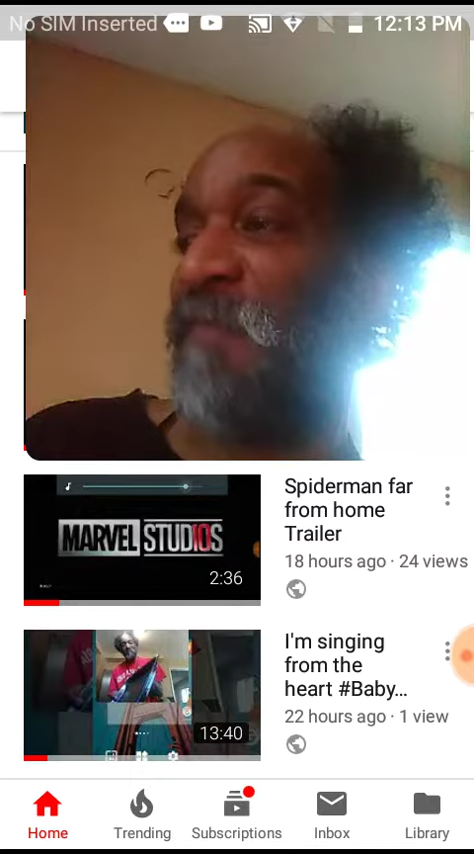 No SIM Inserted 12:13 PM
MARVEL STUDIOS
2:36
Spiderman far
from home
Trailer
18 hours ago · 24 views
13:40
I'm singing
from the
heart #Baby...
22 hours ago · 1 view
Home Trending Subscriptions Inbox Library